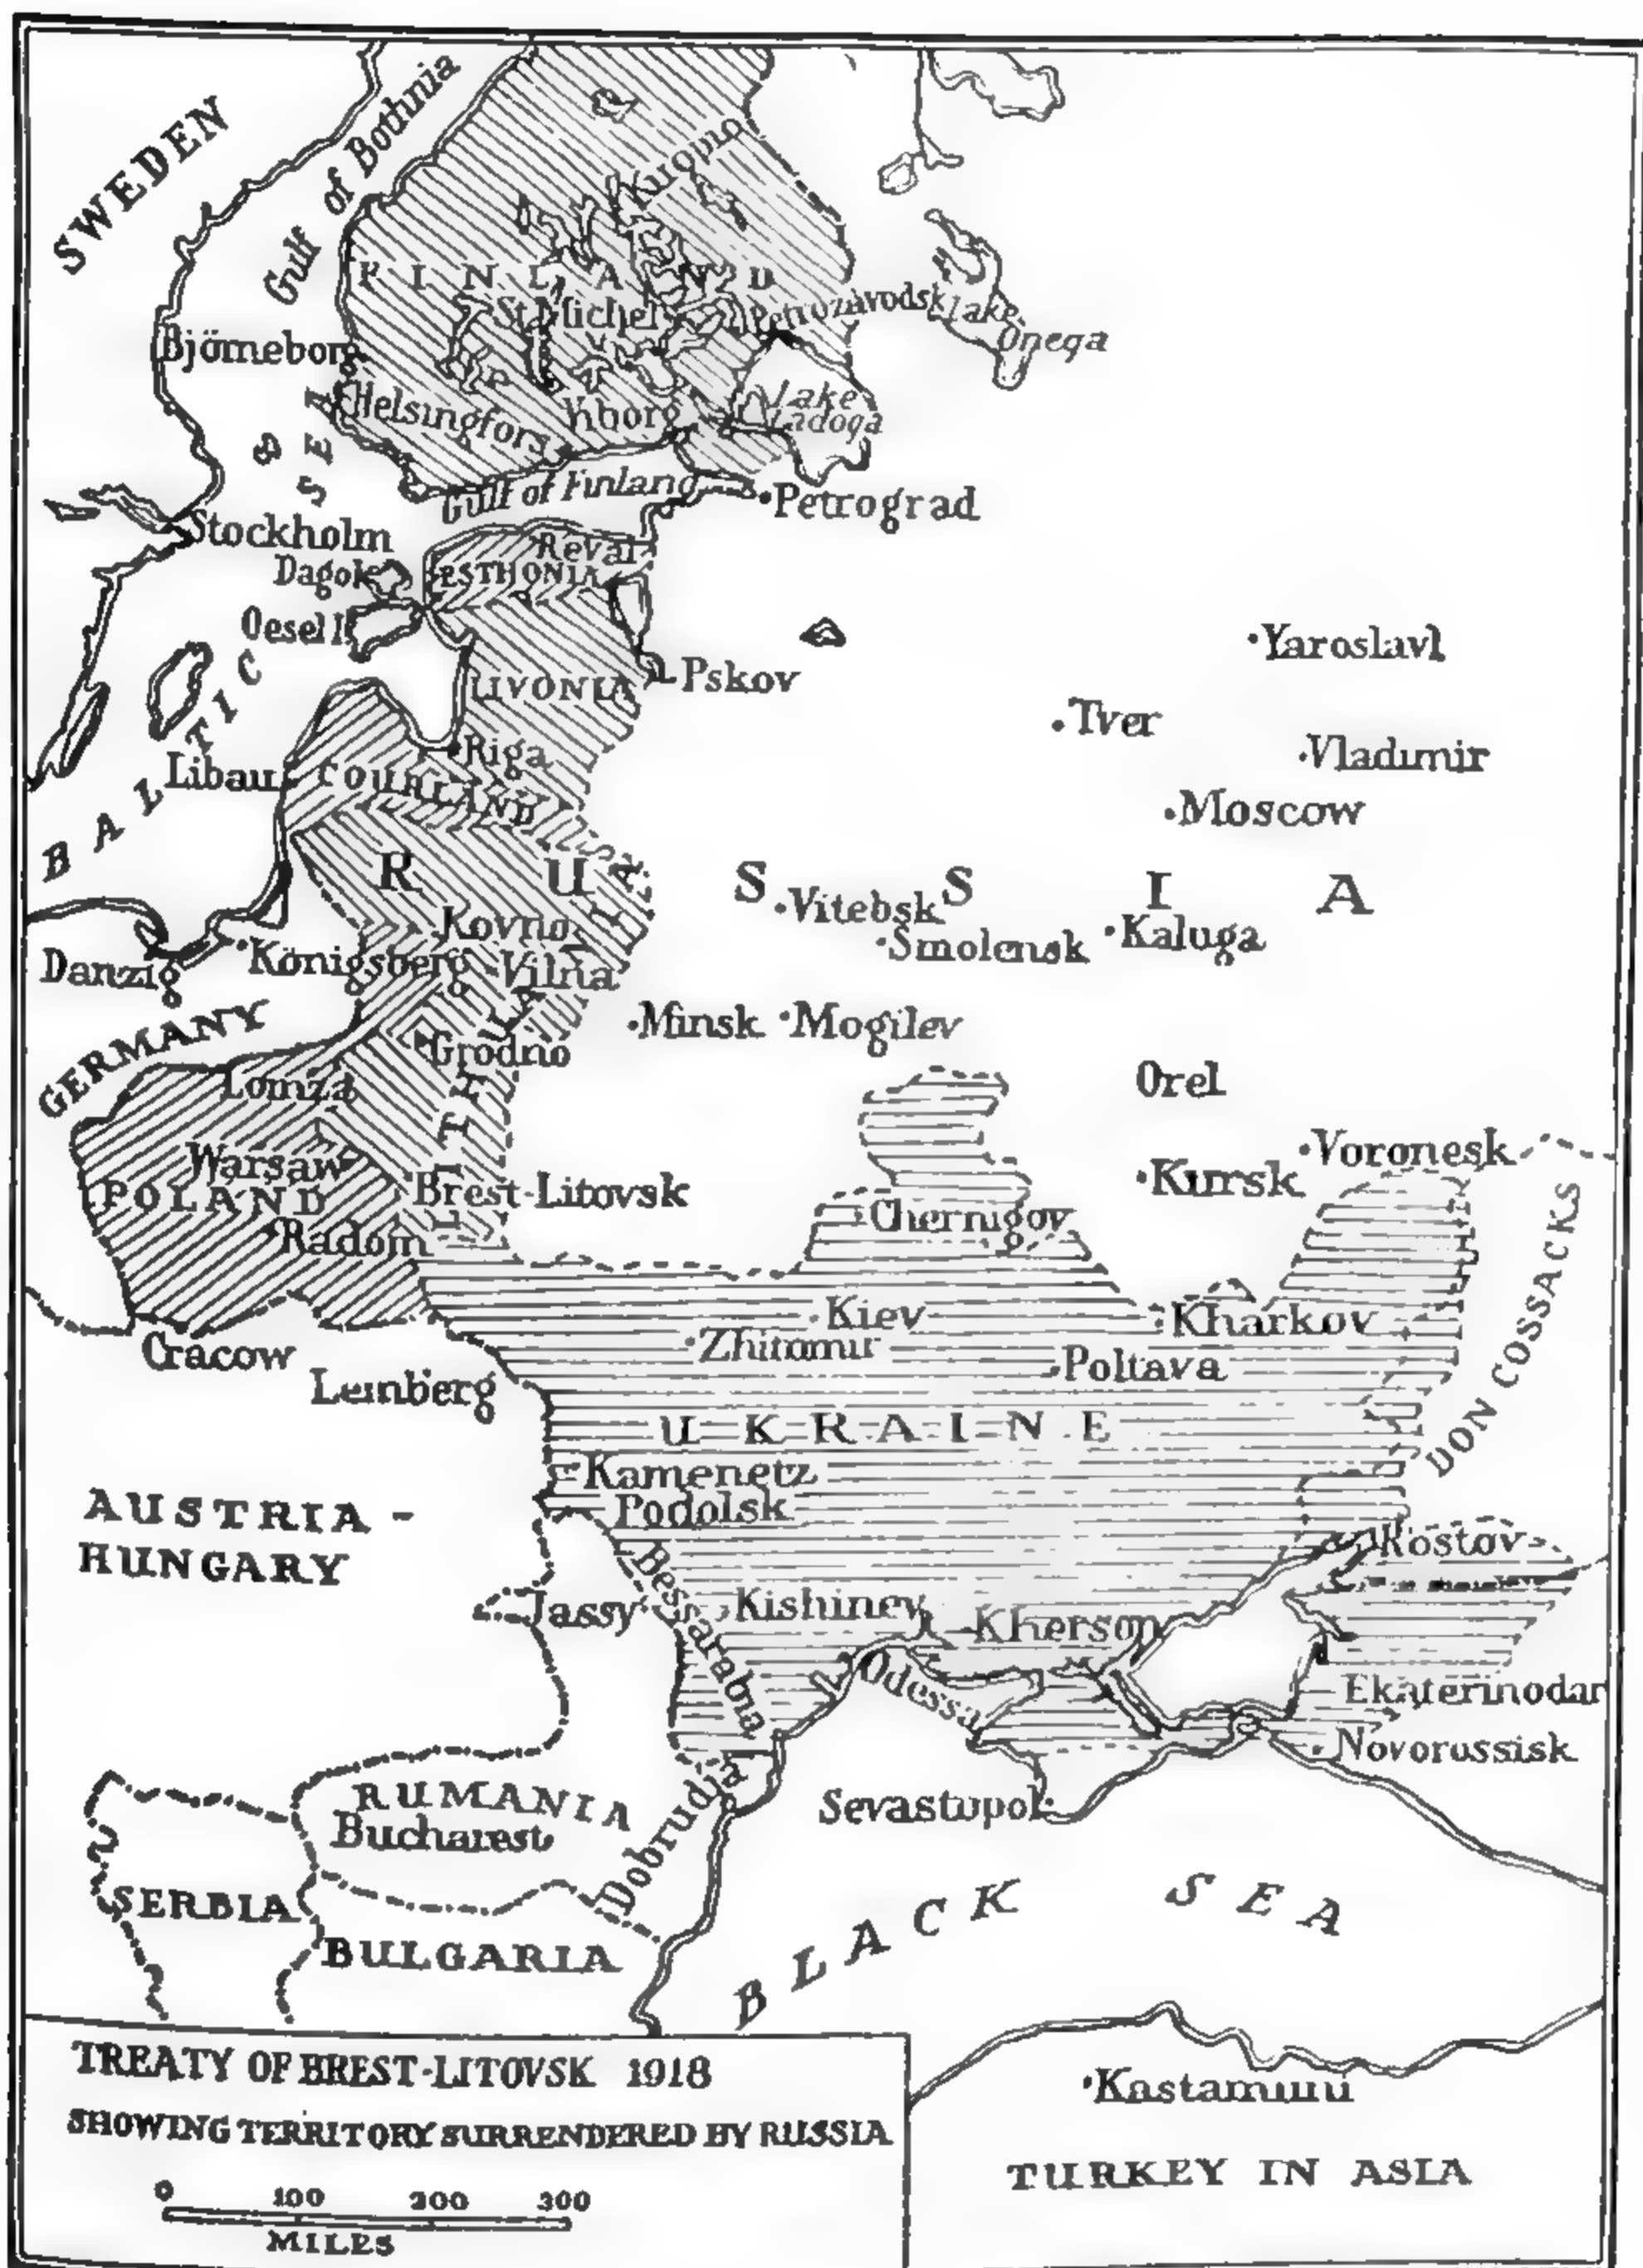 SWEDEN
Gulf of Bothnia
Kuropio
FINLAND
St Michel
Petrozavodsk
Lake Onega
Björneborg
Helsingfors
Lake Ladoga
BALTIC SEA
Gulf of Finland
Petrograd
Stockholm
Reval
Dago
ESTHONIA
Oesel I
Yaroslavl
LIVONIA
Pskov
Tver
Riga
Vladimir
Libau
COURLAND
Moscow
RUSSIA
Vitebsk
Kovno
Smolensk
Kaluga
Danzig
Königsberg
Vilna
LITHUANIA
GERMANY
Minsk
Mogilev
Grodno
Lomza
Orel
Warsaw
Voronesk
POLAND
Brest-Litovsk
Kursk
Radom
Chernigov
DON COSSACKS
Kiev
Kharkov
Zhitomir
Cracow
Poltava
Lemberg
UKRAINE
Kamenetz
Podolsk
AUSTRIA-
HUNGARY
Rostov
Bessarabia
Jassy
Kishinev
Kherson
Odessa
Ekaterinodar
Novorossisk
RUMANIA
Bucharest
Dobrudja
Sevastopol
SERBIA
BULGARIA
BLACK SEA
TREATY OF BREST-LITOVSK 1918
SHOWING TERRITORY SURRENDERED BY RUSSIA
0 100 200 300
MILES
Kastamuni
TURKEY IN ASIA